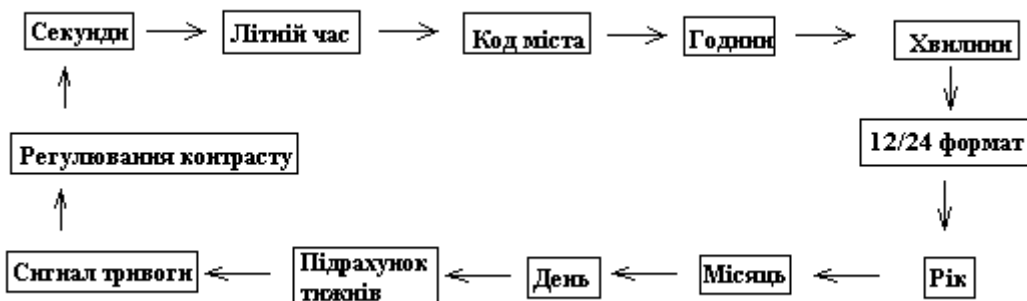 Секунди
Літній час
Код міста
Години
Хвилини
12/24 формат
Рік
Місяць
День
Підрахунок
тижнів
Сигнал тривоги
Регулювання контрасту